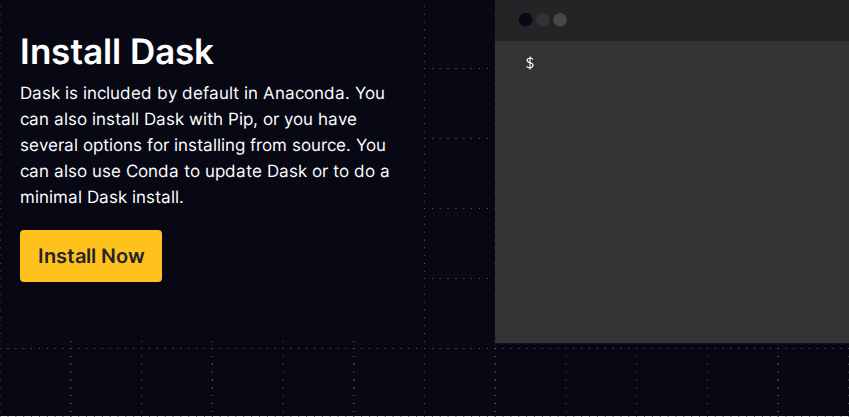 Install Dask
Dask is included by default in Anaconda. You
can also install Dask with Pip, or you have
several options for installing from source. You
can also use Conda to update Dask or to do a
minimal Dask install.
Install Now
$